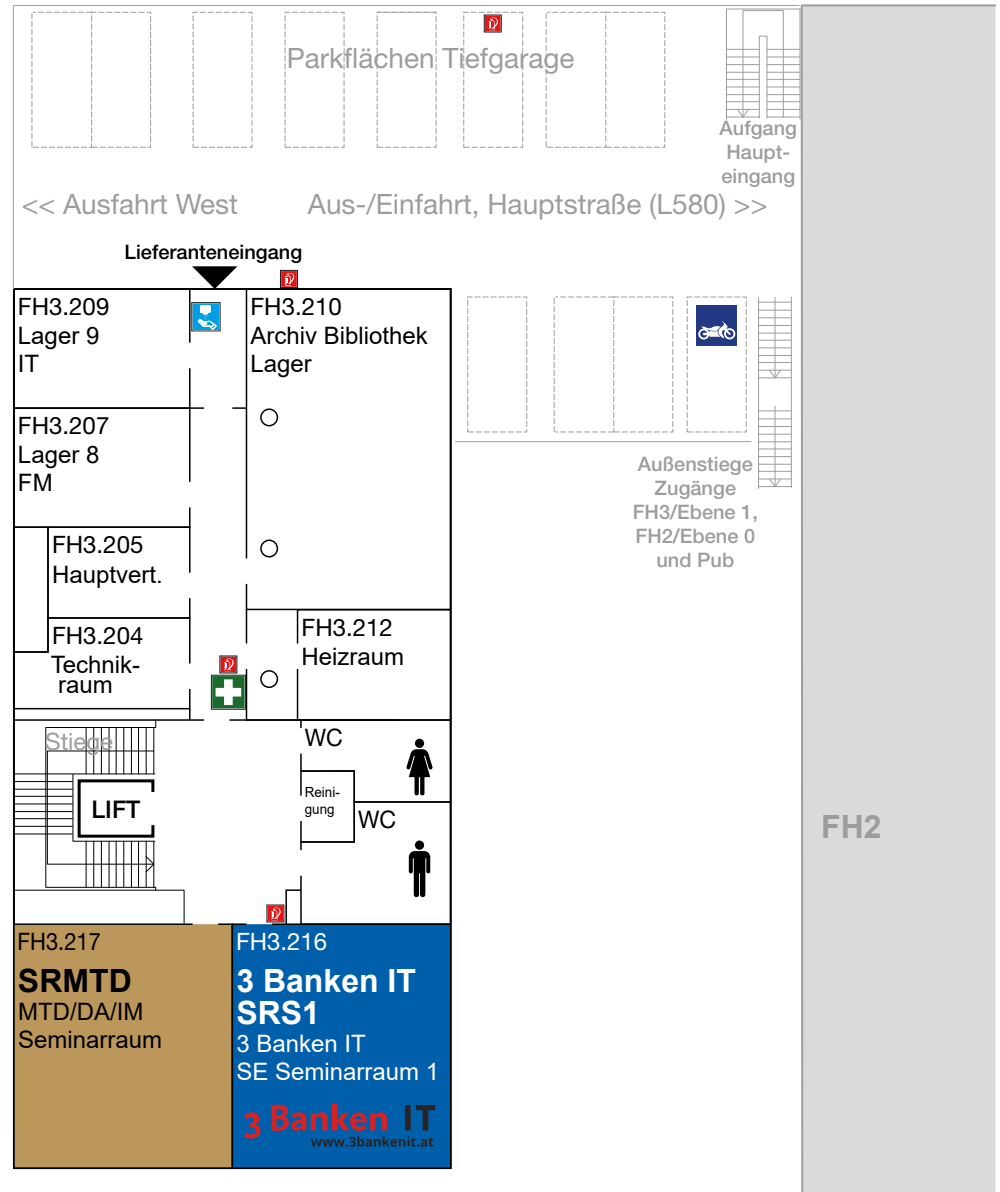 Parkflächen Tiefgarage
Aufgang
Haupt-
eingang
<< Ausfahrt West
Aus-/Einfahrt, Hauptstraße (L580) >>
Lieferanteneingang
FH3.209
Lager 9
IT
FH3.210
Archiv Bibliothek
Lager
FH3.207
Lager 8
FM
Außenstiege
Zugänge
FH3/Ebene 1,
FH2/Ebene 0
und Pub
FH3.205
Hauptvert.
FH3.204
Technik-
raum
FH3.212
Heizraum
Stiege
LIFT
WC
Reini-
gung
WC
FH2
FH3.217
SRMTD
MTD/DA/IM
Seminarraum
FH3.216
3 Banken IT
SRS1
3 Banken IT
SE Seminarraum 1
3 Banken IT
www.3bankenit.at